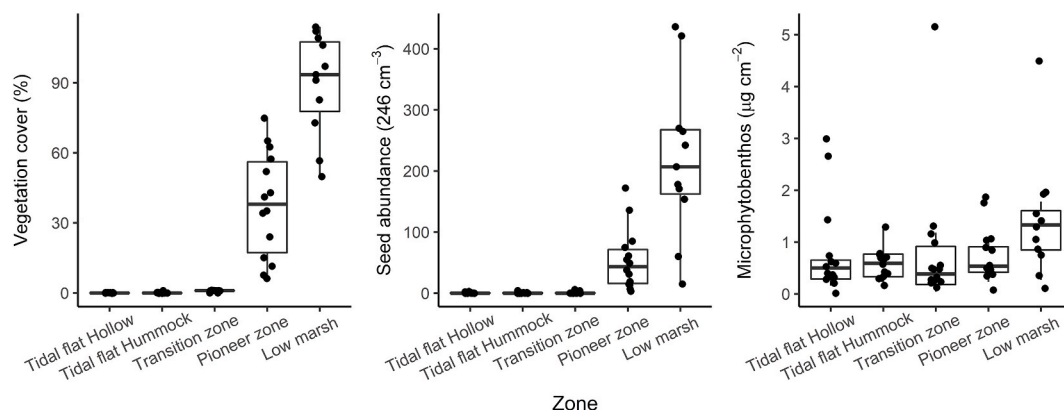 Vegetation cover (%)
90
60
30
0
Tidal flat Hollow
Tidal flat Hummock
Transition zone
Pioneer zone
Low marsh
Seed abundance (246 cm⁻³)
400
300
200
100
0
Tidal flat Hollow
Tidal flat Hummock
Transition zone
Pioneer zone
Low marsh
Microphytobenthos (μg cm⁻²)
5
4
3
2
1
0
Tidal flat Hollow
Tidal flat Hummock
Transition zone
Pioneer zone
Low marsh
Zone